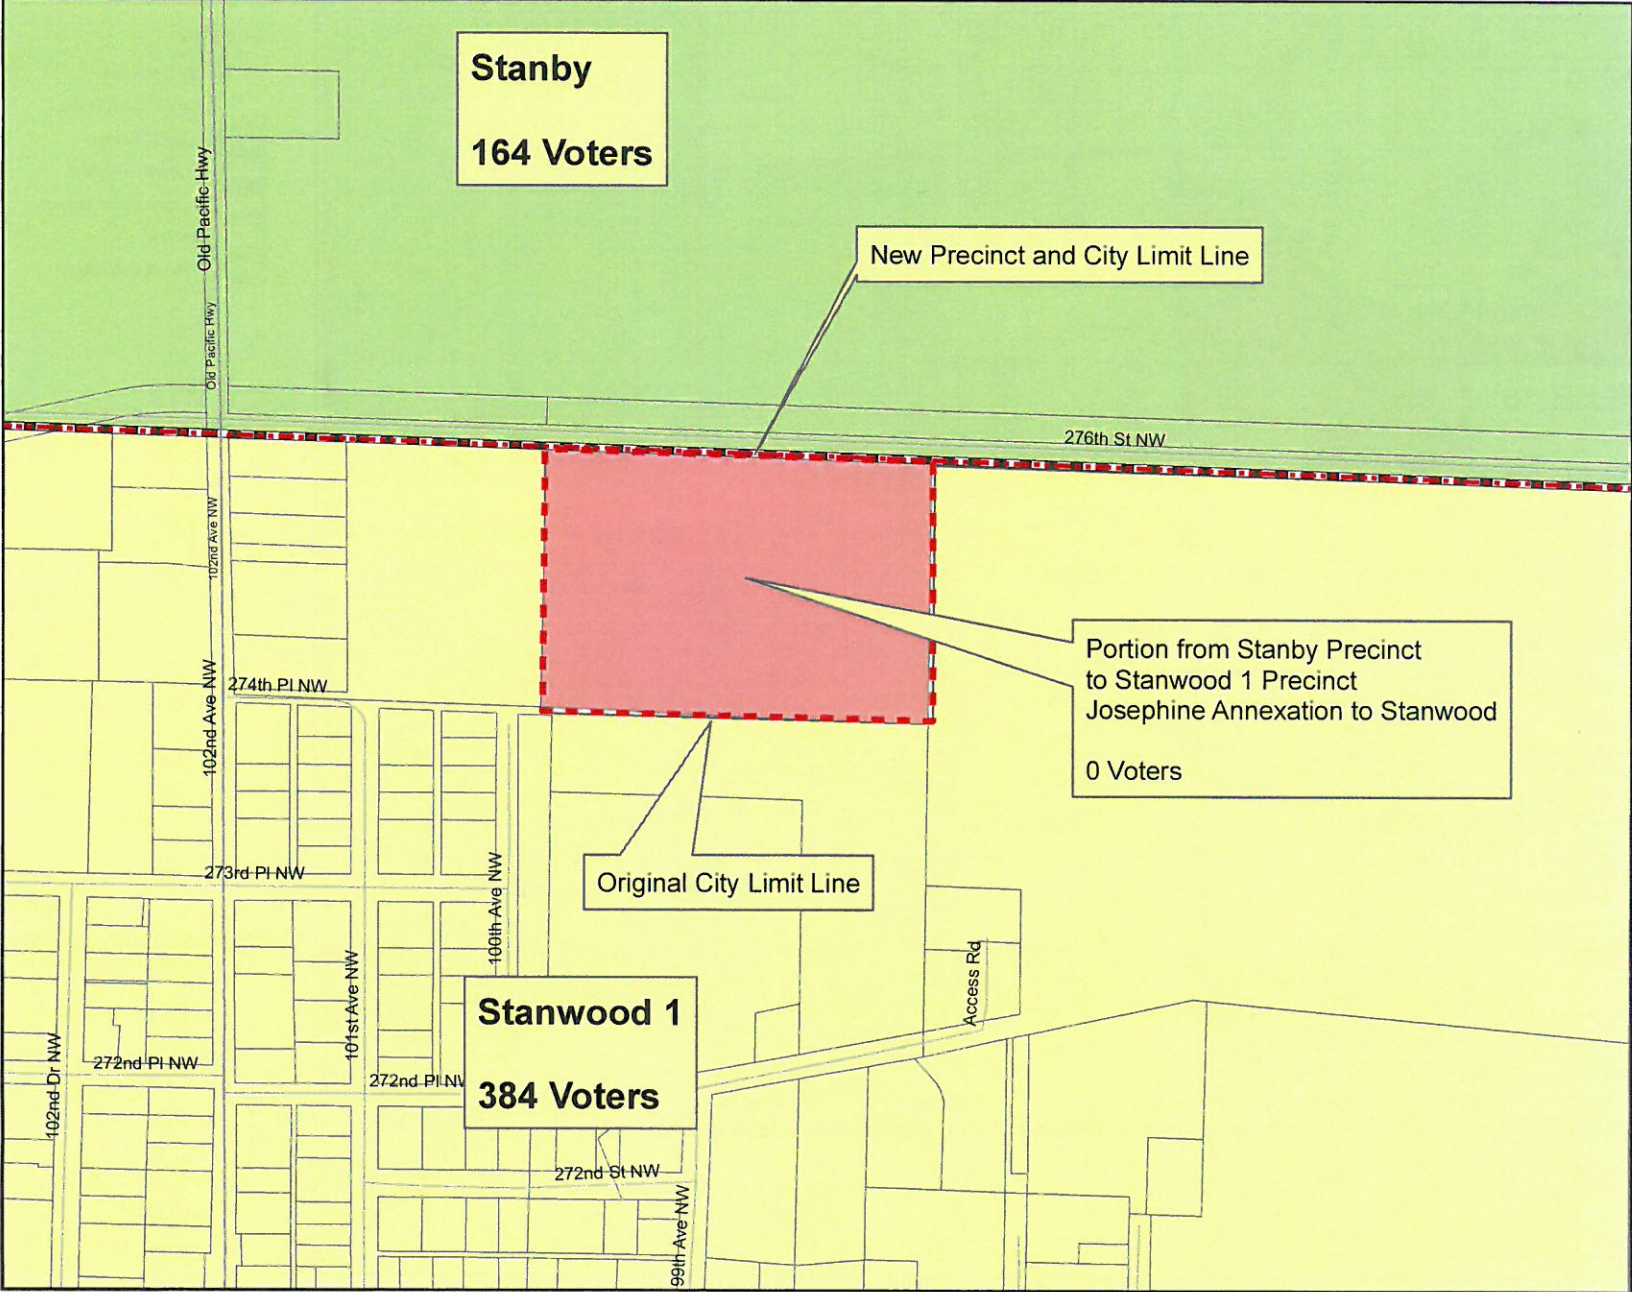 Stanby
164 Voters
Old Pacific Hwy
New Precinct and City Limit Line
Old Pacific Hwy
276th St NW
102nd Ave NW
Portion from Stanby Precinct
to Stanwood 1 Precinct
Josephine Annexation to Stanwood
0 Voters
274th Pl NW
102nd Ave NW
273rd Pl NW
Original City Limit Line
100th Ave NW
Access Rd
101st Ave NW
Stanwood 1
384 Voters
102nd Dr NW
272nd Pl NW
272nd Pl NW
272nd St NW
99th Ave NW